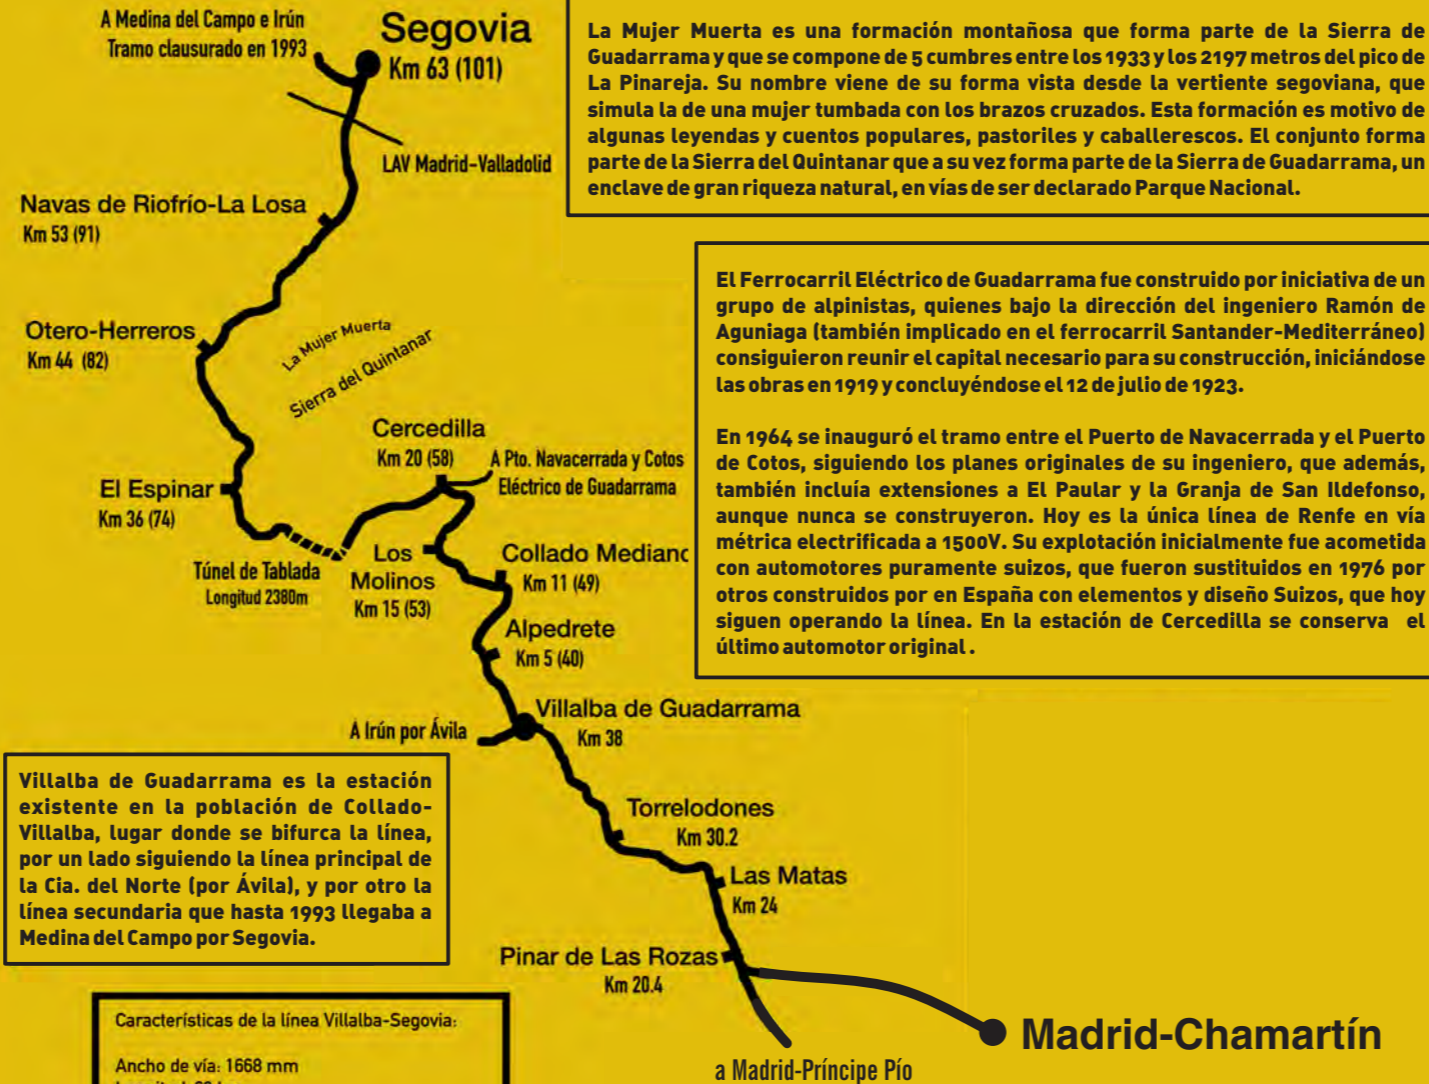 A Medina del Campo e Irún
Tramo clausurado en 1993
Segovia
Km 63 (101)
LAV Madrid-Valladolid
La Mujer Muerta es una formación montañosa que forma parte de la Sierra de
Guadarrama y que se compone de 5 cumbres entre los 1933 y los 2197 metros del pico de
La Pinareja. Su nombre viene de su forma vista desde la vertiente segoviana, que
simula la de una mujer tumbada con los brazos cruzados. Esta formación es motivo de
algunas leyendas y cuentos populares, pastoriles y caballerescos. El conjunto forma
parte de la Sierra del Quintanar que a su vez forma parte de la Sierra de Guadarrama, un
enclave de gran riqueza natural, en vías de ser declarado Parque Nacional.
Navas de Riofrío-La Losa
Km 53 (91)
El Ferrocarril Eléctrico de Guadarrama fue construido por iniciativa de un
grupo de alpinistas, quienes bajo la dirección del ingeniero Ramón de
Aguniaga (también implicado en el ferrocarril Santander-Mediterráneo)
consiguieron reunir el capital necesario para su construcción, iniciándose
las obras en 1919 y concluyéndose el 12 de julio de 1923.
En 1964 se inauguró el tramo entre el Puerto de Navacerrada y el Puerto
de Cotos, siguiendo los planes originales de su ingeniero, que además,
también incluía extensiones a El Paular y la Granja de San Ildefonso,
aunque nunca se construyeron. Hoy es la única línea de Renfe en vía
métrica electrificada a 1500V. Su explotación inicialmente fue acometida
con automotores puramente suizos, que fueron sustituidos en 1976 por
otros construidos por en España con elementos y diseño Suizos, que hoy
siguen operando la línea. En la estación de Cercedilla se conserva el
último automotor original .
Otero-Herreros
Km 44 (82)
La Mujer Muerta
Sierra del Quintanar
Cercedilla
Km 20 (58)
A Pto. Navacerrada y Cotos
Eléctrico de Guadarrama
El Espinar
Km 36 (74)
Túnel de Tablada
Longitud 2380m
Los
Molinos
Km 15 (53)
Collado Mediano
Km 11 (49)
Alpedrete
Km 5 (40)
Villalba de Guadarrama
Km 38
A Irún por Ávila
Villalba de Guadarrama es la estación
existente en la población de Collado-
Villalba, lugar donde se bifurca la línea,
por un lado siguiendo la línea principal de
la Cia. del Norte (por Ávila), y por otro la
línea secundaria que hasta 1993 llegaba a
Medina del Campo por Segovia.
Torrelodones
Km 30.2
Las Matas
Km 24
Pinar de Las Rozas
Km 20.4
Madrid-Chamartín
a Madrid-Príncipe Pío
Características de la línea Villalba-Segovia:
Ancho de vía: 1668 mm